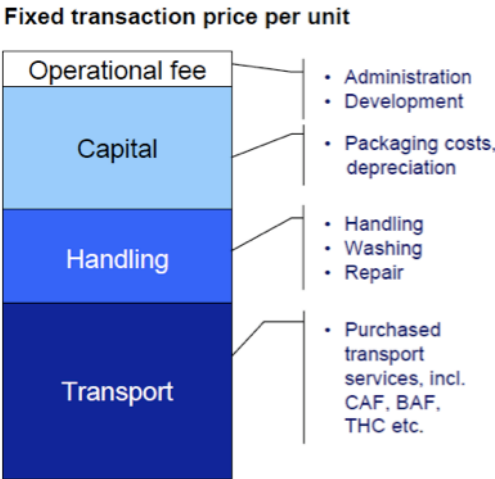 Fixed transaction price per unit
Operational fee
• Administration
• Development
Capital
• Packaging costs,
depreciation
Handling
• Handling
• Washing
• Repair
Transport
• Purchased
transport
services, incl.
CAF, BAF,
THC etc.